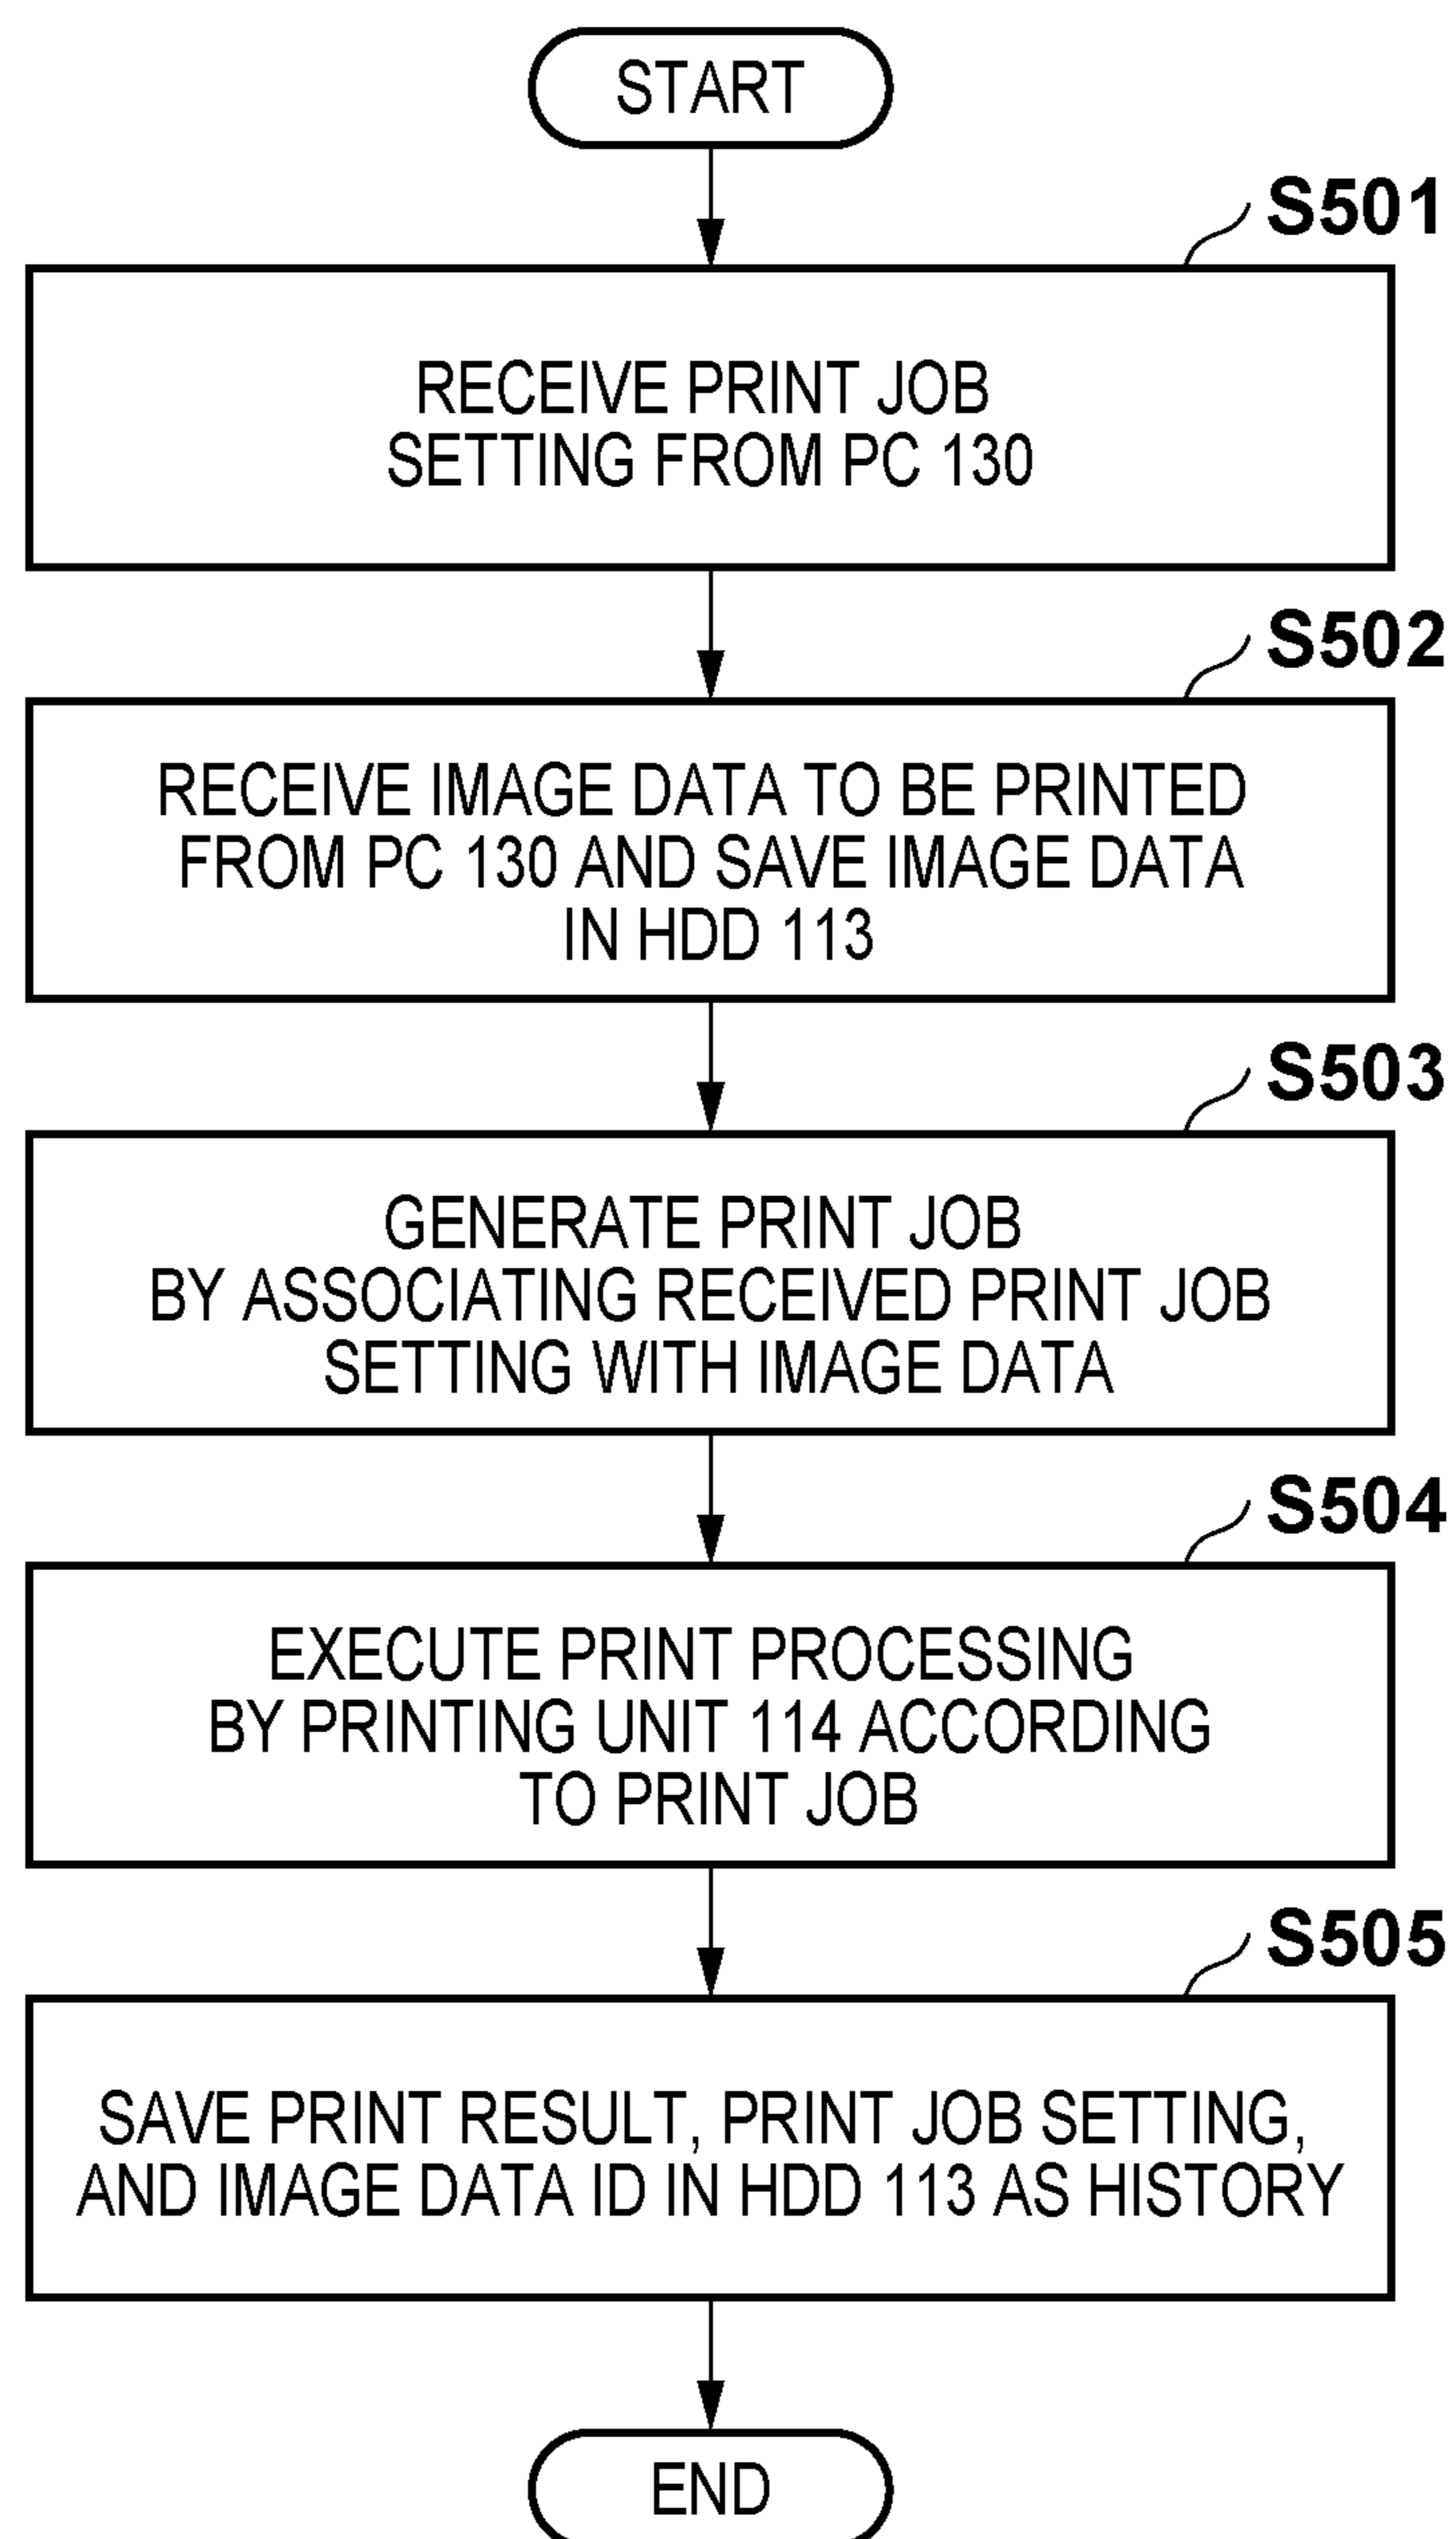 START
S501
RECEIVE PRINT JOB
SETTING FROM PC 130
S502
RECEIVE IMAGE DATA TO BE PRINTED
FROM PC 130 AND SAVE IMAGE DATA
IN HDD 113
S503
GENERATE PRINT JOB
BY ASSOCIATING RECEIVED PRINT JOB
SETTING WITH IMAGE DATA
S504
EXECUTE PRINT PROCESSING
BY PRINTING UNIT 114 ACCORDING
TO PRINT JOB
S505
SAVE PRINT RESULT, PRINT JOB SETTING,
AND IMAGE DATA ID IN HDD 113 AS HISTORY
END